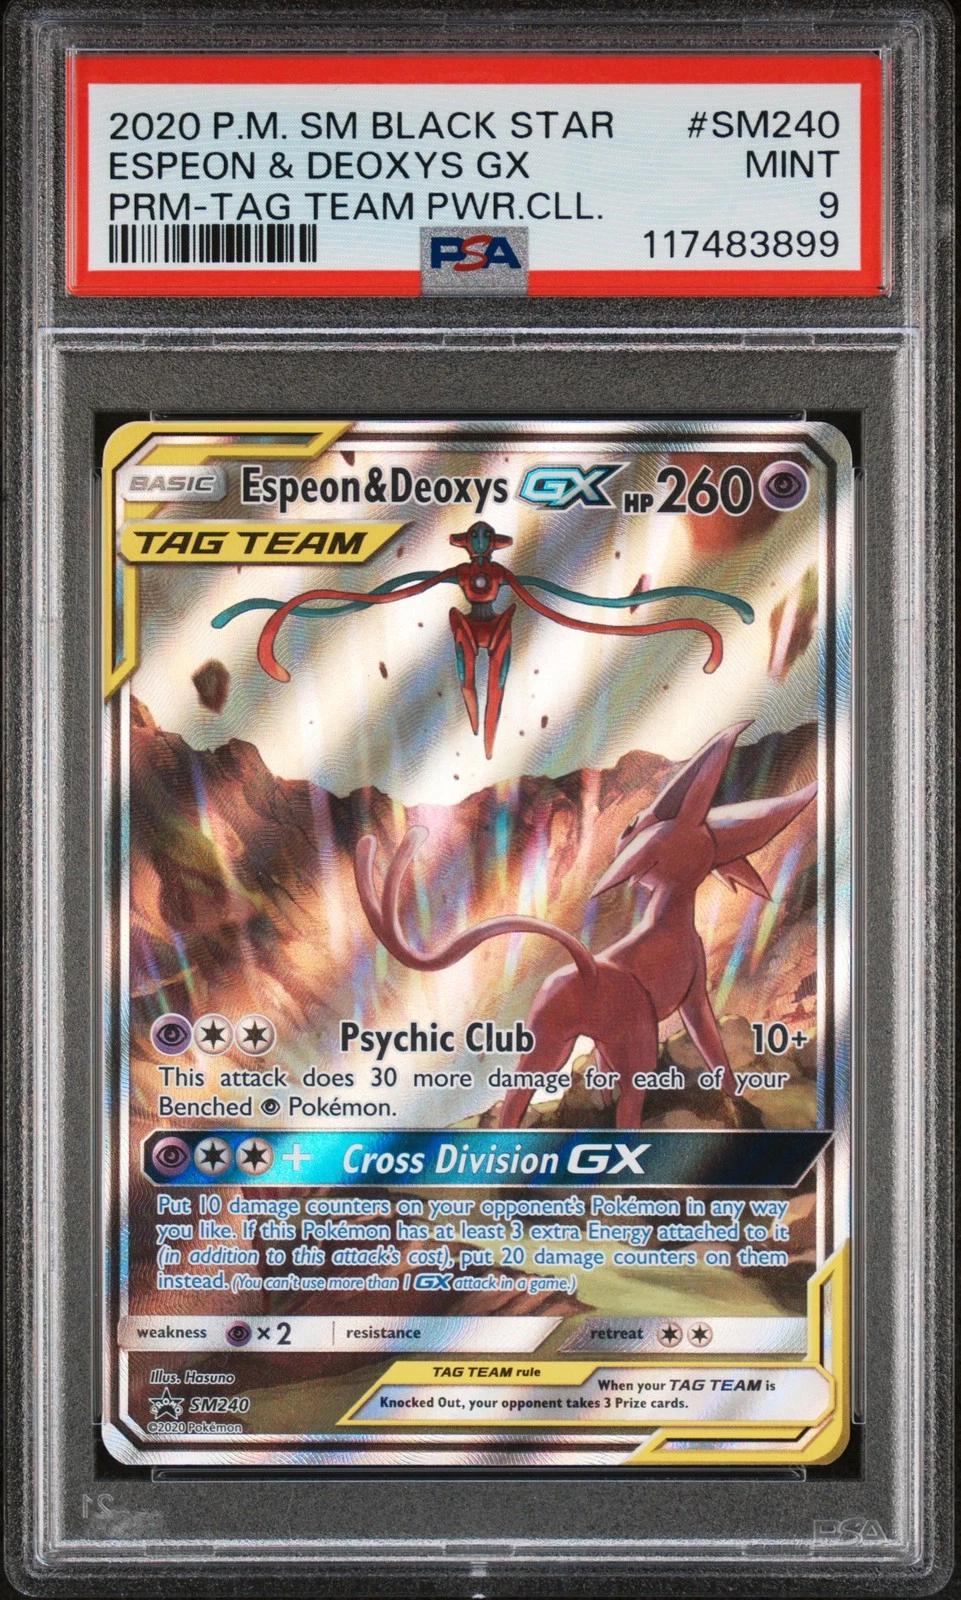 2020 P.M. SM BLACK STAR #SM240
ESPEON & DEOXYS GX MINT
PRM-TAG TEAM PWR.CLL. 9
PSA 117483899
BASIC Espeon&Deoxys GX HP 260
TAG TEAM
Psychic Club 10+
This attack does 30 more damage for each of your
Benched Pokémon.
+ Cross Division GX
Put 10 damage counters on your opponent's Pokémon in any way
you like. If this Pokémon has at least 3 extra Energy attached to it
(in addition to this attack's cost), put 20 damage counters on them
instead. (You can't use more than 1 GX attack in a game.)
weakness ×2 resistance retreat
TAG TEAM rule
When your TAG TEAM is
Knocked Out, your opponent takes 3 Prize cards.
Illus. Hasuno
SM240
©2020 Pokémon
21
PSA